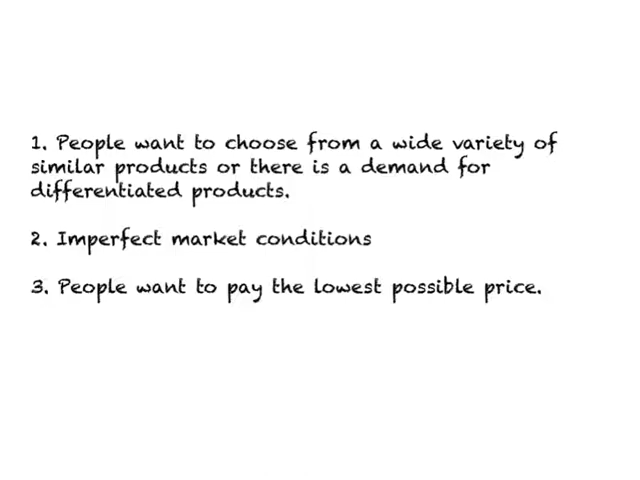 1. People want to choose from a wide variety of
similar products or there is a demand for
differentiated products.
2. Imperfect market conditions
3. People want to pay the lowest possible price.